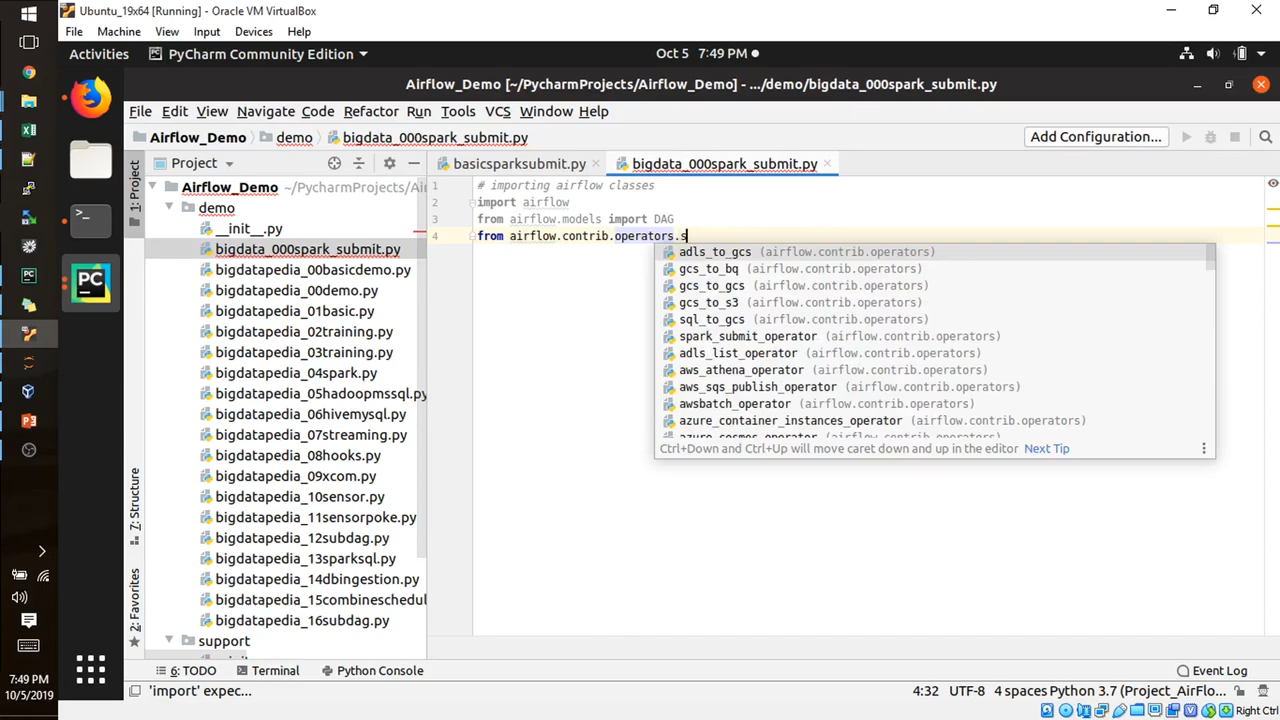 Ubuntu_19x64 [Running] - Oracle VM VirtualBox
File Machine View Input Devices Help
Activities PyCharm Community Edition Oct 5 7:49 PM
Airflow_Demo [~/PycharmProjects/Airflow_Demo] - .../demo/bigdata_000spark_submit.py
File Edit View Navigate Code Refactor Run Tools VCS Window Help
Airflow_Demo demo bigdata_000spark_submit.py Add Configuration...
Project basicsparksubmit.py bigdata_000spark_submit.py
1: Project
7: Structure
2: Favorites
Airflow_Demo ~/PycharmProjects/Ai
demo
__init__.py
bigdata_000spark_submit.py
bigdatapedia_00basicdemo.py
bigdatapedia_00demo.py
bigdatapedia_01basic.py
bigdatapedia_02training.py
bigdatapedia_03training.py
bigdatapedia_04spark.py
bigdatapedia_05hadoopmssql.py
bigdatapedia_06hivemysql.py
bigdatapedia_07streaming.py
bigdatapedia_08hooks.py
bigdatapedia_09xcom.py
bigdatapedia_10sensor.py
bigdatapedia_11sensorpoke.py
bigdatapedia_12subdag.py
bigdatapedia_13sparksql.py
bigdatapedia_14dbingestion.py
bigdatapedia_15combineschedul
bigdatapedia_16subdag.py
support
1 # importing airflow classes
2 import airflow
3 from airflow.models import DAG
4 from airflow.contrib.operators.s
adls_to_gcs (airflow.contrib.operators)
gcs_to_bq (airflow.contrib.operators)
gcs_to_gcs (airflow.contrib.operators)
gcs_to_s3 (airflow.contrib.operators)
sql_to_gcs (airflow.contrib.operators)
spark_submit_operator (airflow.contrib.operators)
adls_list_operator (airflow.contrib.operators)
aws_athena_operator (airflow.contrib.operators)
aws_sqs_publish_operator (airflow.contrib.operators)
awsbatch_operator (airflow.contrib.operators)
azure_container_instances_operator (airflow.contrib.operators)
azure_cosmos_operator (airflow.contrib.operators)
Ctrl+Down and Ctrl+Up will move caret down and up in the editor Next Tip
6: TODO Terminal Python Console Event Log
'import' expec... 4:32 UTF-8 4 spaces Python 3.7 (Project_AirFlo...
Right Ctrl
7:49 PM
10/5/2019